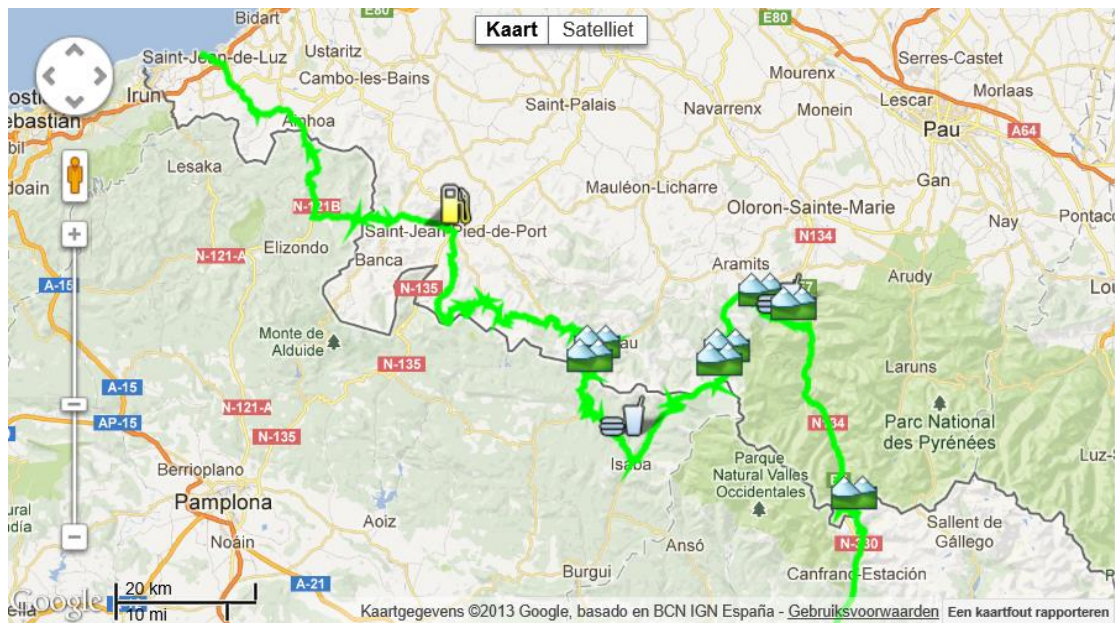 Bidart
E80
E80
Kaart Satelliet
Ustaritz
Serres-Castet
Saint-Jean-de-Luz
Cambo-les-Bains
Mourenx
Morlaas
Irun
Saint-Palais
Navarrenx
Monein
Lescar
Pau
A64
Ainhoa
Lesaka
Mauléon-Licharre
Gan
N-121B
Oloron-Sainte-Marie
Nay
Elizondo
Saint-Jean-Pied-de-Port
N134
N-121-A
Banca
Aramits
Arudy
A-15
N-135
Monte de
Alduide
N-135
Laruns
A-15
N-121-A
AP-15
N-135
N134
Parc National
des Pyrénées
Berrioplano
Isaba
Parque
Natural Valles
Occidentales
Pamplona
Aoiz
Sallent de
Gállego
Noáin
Ansó
N-330
Burgui
Canfranc-Estación
A-21
20 km
10 mi
Google
Kaartgegevens ©2013 Google, basado en BCN IGN España - Gebruiksvoorwaarden Een kaartfout rapporteren